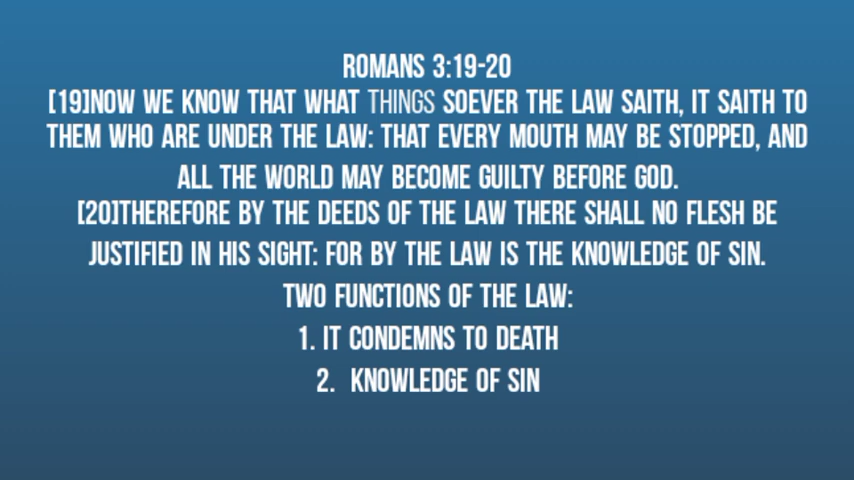 ROMANS 3:19-20
[19]NOW WE KNOW THAT WHAT THINGS SOEVER THE LAW SAITH, IT SAITH TO
THEM WHO ARE UNDER THE LAW: THAT EVERY MOUTH MAY BE STOPPED, AND
ALL THE WORLD MAY BECOME GUILTY BEFORE GOD.
[20]THEREFORE BY THE DEEDS OF THE LAW THERE SHALL NO FLESH BE
JUSTIFIED IN HIS SIGHT: FOR BY THE LAW IS THE KNOWLEDGE OF SIN.
TWO FUNCTIONS OF THE LAW:
1. IT CONDEMNS TO DEATH
2. KNOWLEDGE OF SIN